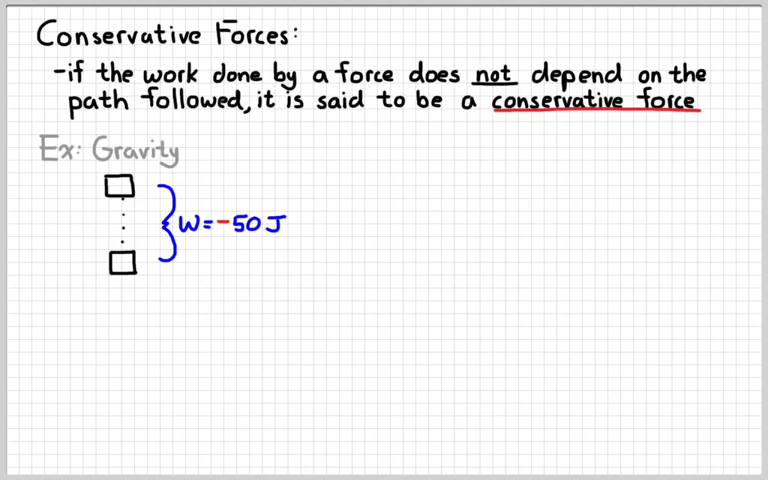 Conservative Forces:
-if the work done by a force does not depend on the
path followed, it is said to be a conservative force
Ex: Gravity
W=-50 J